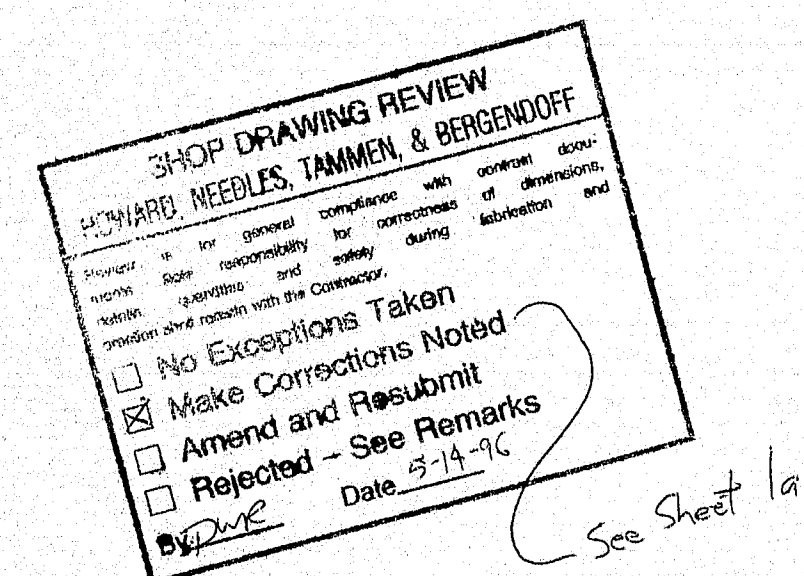 SHOP DRAWING REVIEW
HOWARD, NEEDLES, TAMMEN, & BERGENDOFF
Review is for general compliance with contract docu-
ments. Sole responsibility for correctness of dimensions,
details, quantities and safety during fabrication and
erection shall remain with the Contractor.
☐ No Exceptions Taken
☒ Make Corrections Noted
☐ Amend and Resubmit
☐ Rejected – See Remarks
By Date 5-14-96
See Sheet 1a